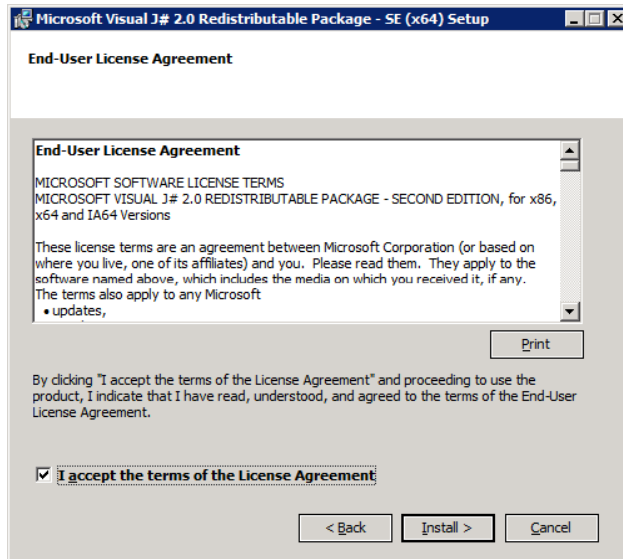 Microsoft Visual J# 2.0 Redistributable Package - SE (x64) Setup
End-User License Agreement
End-User License Agreement
MICROSOFT SOFTWARE LICENSE TERMS
MICROSOFT VISUAL J# 2.0 REDISTRIBUTABLE PACKAGE - SECOND EDITION, for x86,
x64 and IA64 Versions
These license terms are an agreement between Microsoft Corporation (or based on
where you live, one of its affiliates) and you. Please read them. They apply to the
software named above, which includes the media on which you received it, if any.
The terms also apply to any Microsoft
• updates,
Print
By clicking "I accept the terms of the License Agreement" and proceeding to use the
product, I indicate that I have read, understood, and agreed to the terms of the End-User
License Agreement.
I accept the terms of the License Agreement
< Back
Install >
Cancel